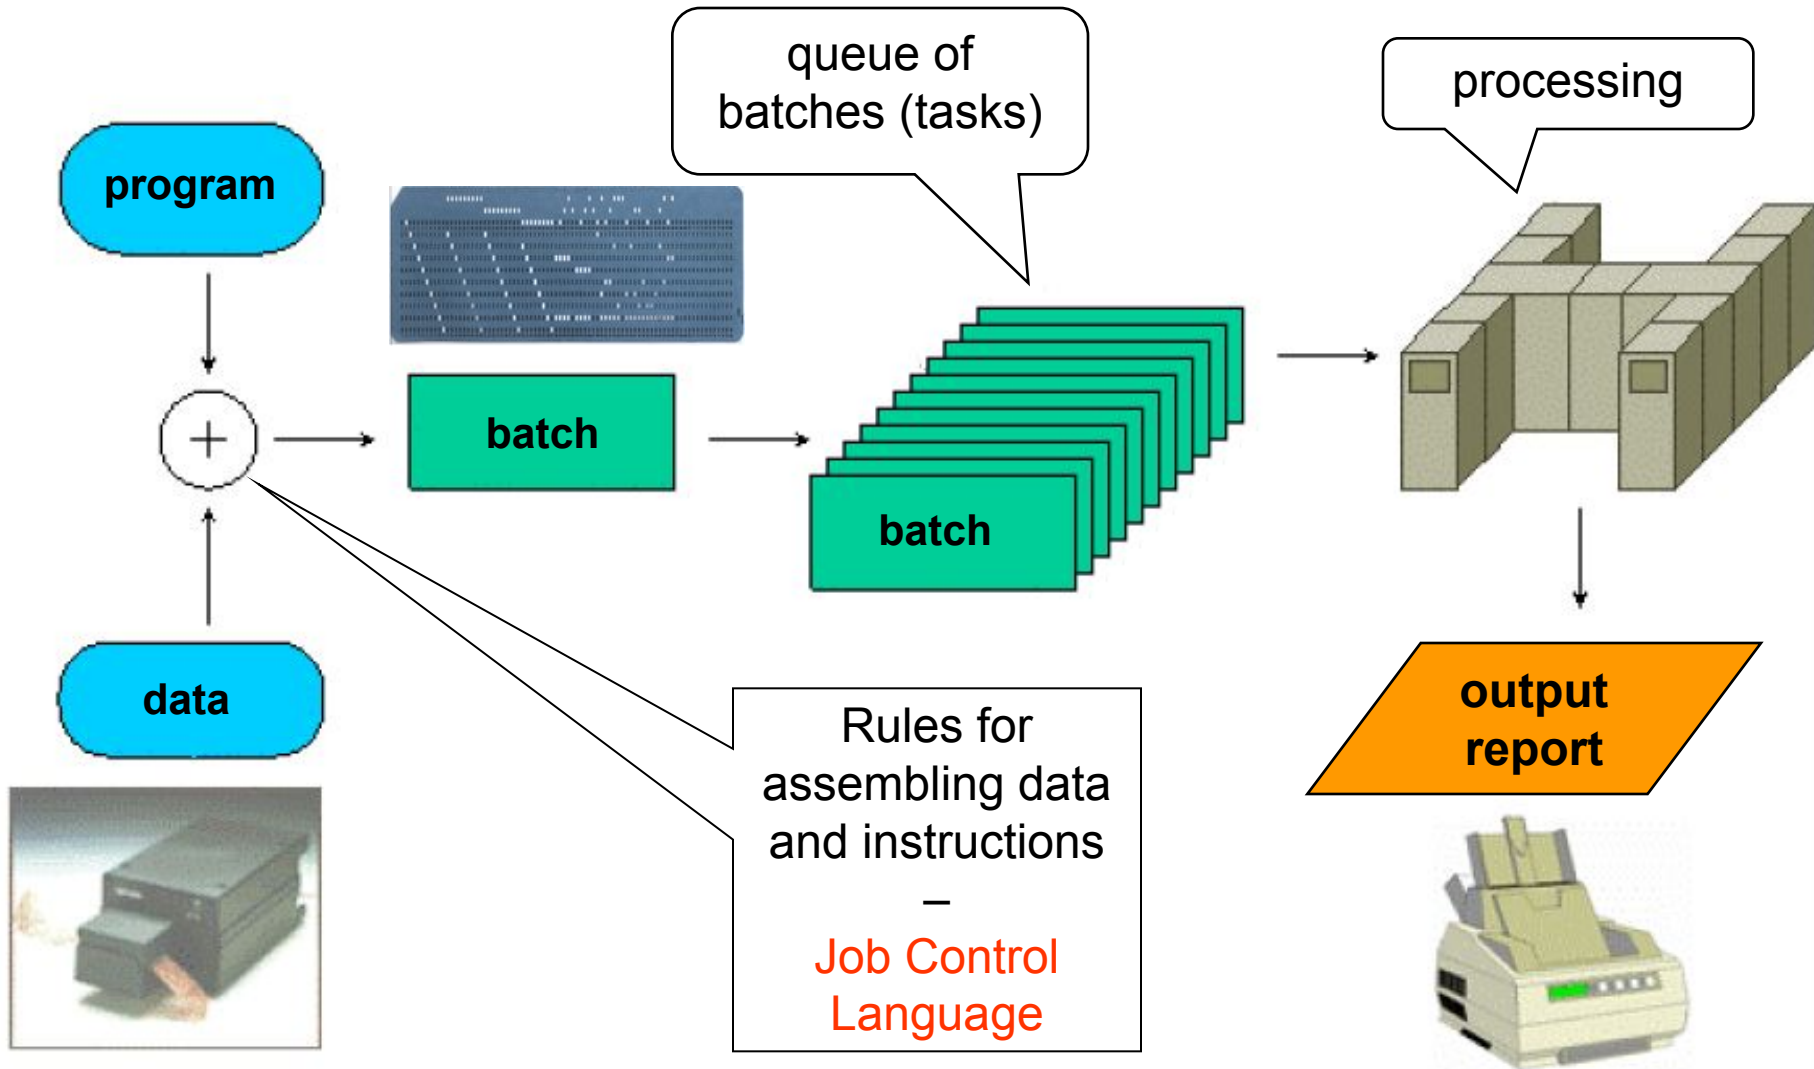 queue of
batches (tasks)
processing
program
batch
batch
data
Rules for
assembling data
and instructions
–
Job Control
Language
output
report